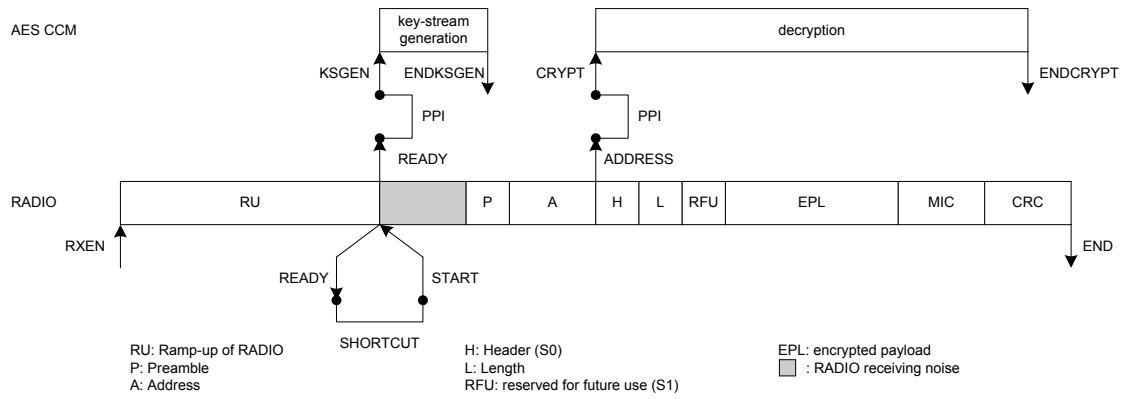 AES CCM
key-stream
generation
decryption
KSGEN
ENDKSGEN
CRYPT
ENDCRYPT
PPI
PPI
READY
ADDRESS
RADIO
RU
P
A
H
L
RFU
EPL
MIC
CRC
RXEN
END
READY
START
SHORTCUT
RU: Ramp-up of RADIO
P: Preamble
A: Address
H: Header (S0)
L: Length
RFU: reserved for future use (S1)
EPL: encrypted payload
: RADIO receiving noise